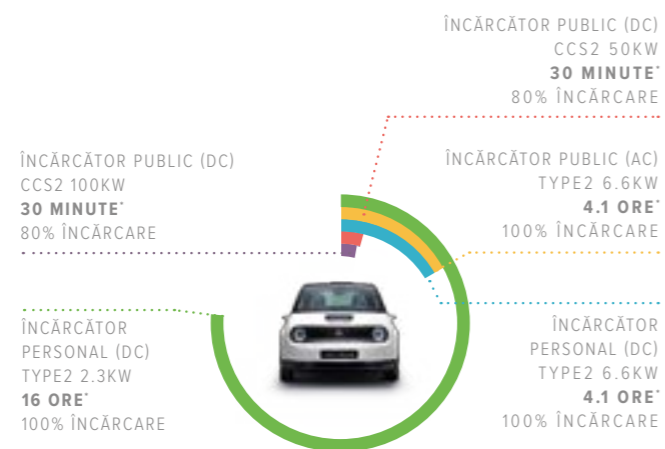 ÎNCĂRCĂTOR PUBLIC (DC)
CCS2 50KW
30 MINUTE*
80% ÎNCĂRCARE
ÎNCĂRCĂTOR PUBLIC (DC)
CCS2 100KW
30 MINUTE*
80% ÎNCĂRCARE
ÎNCĂRCĂTOR PUBLIC (AC)
TYPE2 6.6KW
4.1 ORE*
100% ÎNCĂRCARE
ÎNCĂRCĂTOR
PERSONAL (DC)
TYPE2 2.3KW
16 ORE*
100% ÎNCĂRCARE
ÎNCĂRCĂTOR
PERSONAL (DC)
TYPE2 6.6KW
4.1 ORE*
100% ÎNCĂRCARE